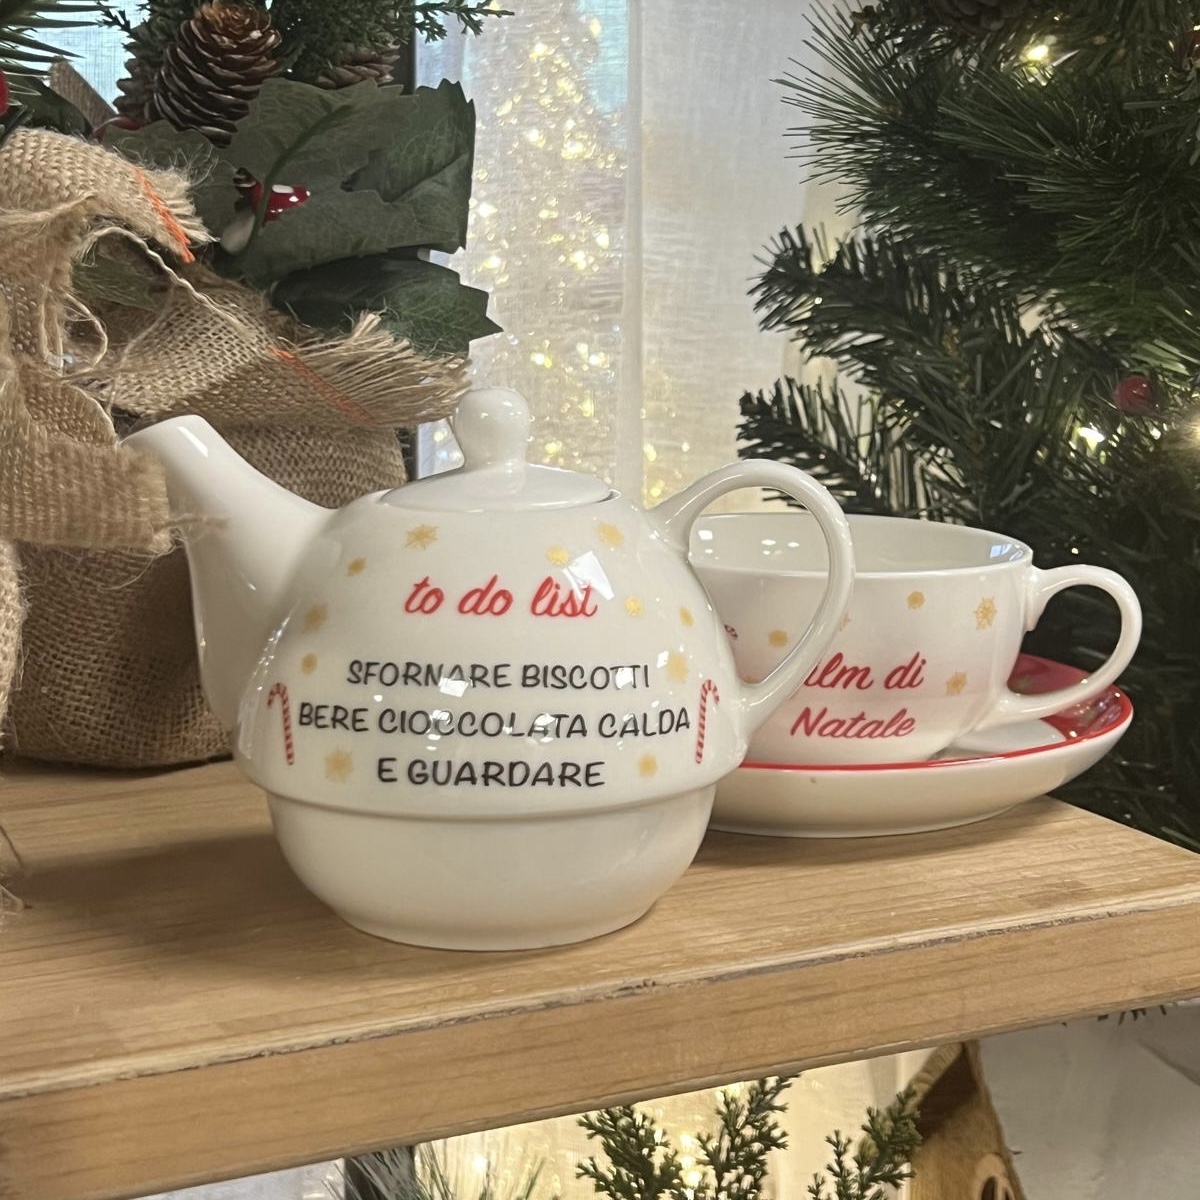 to do list
SFORNARE BISCOTTI
BERE CIOCCOLATA CALDA
E GUARDARE
di
Natale